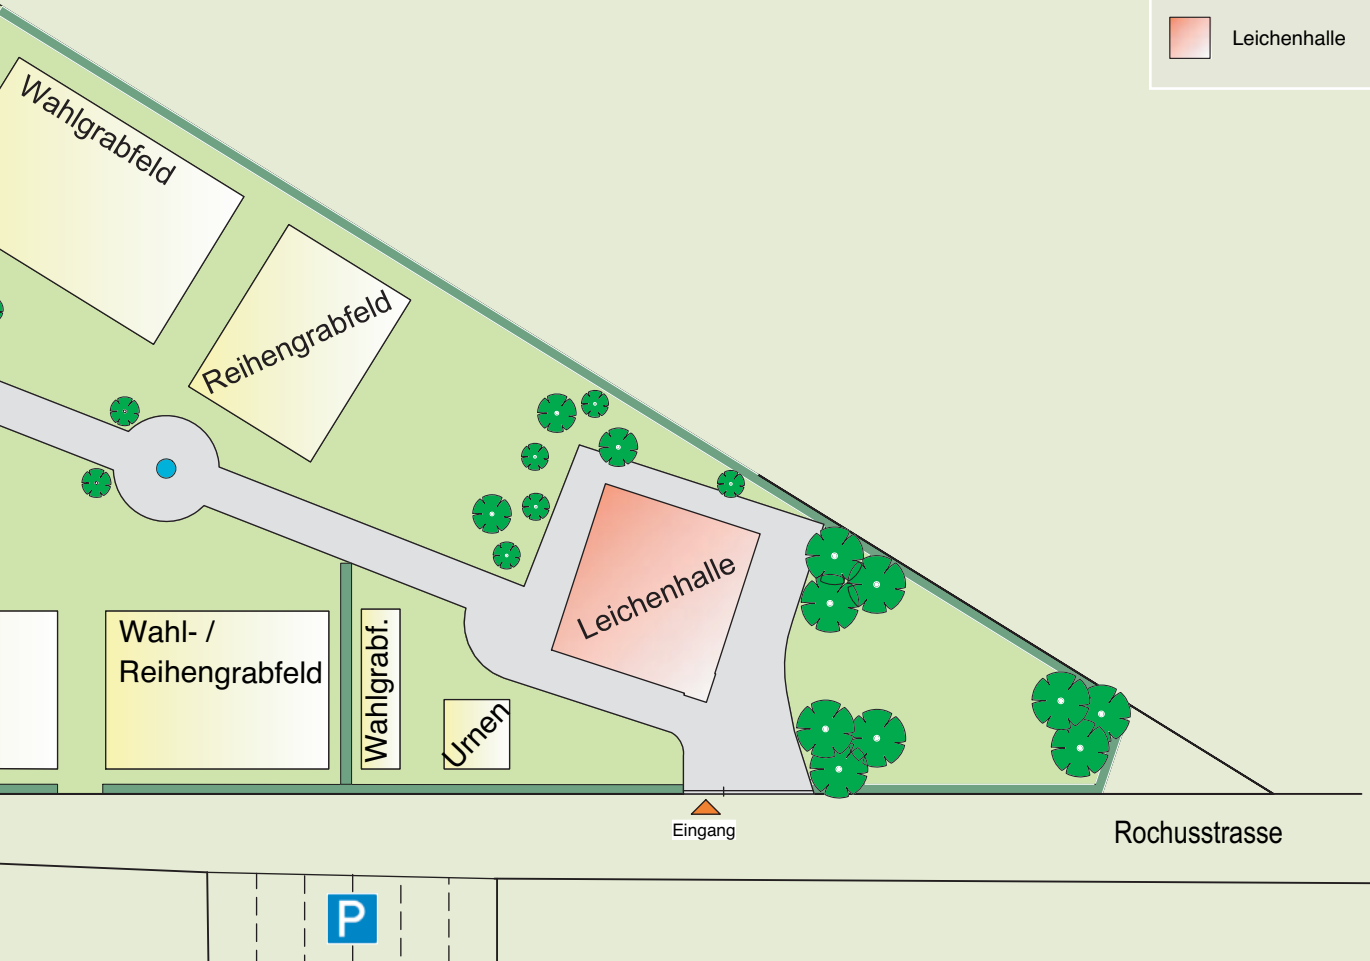 Leichenhalle
Wahlgrabfeld
Reihengrabfeld
Leichenhalle
Wahl- /
Reihengrabfeld
Wahlgrabf.
Urnen
Eingang
Rochusstrasse
P